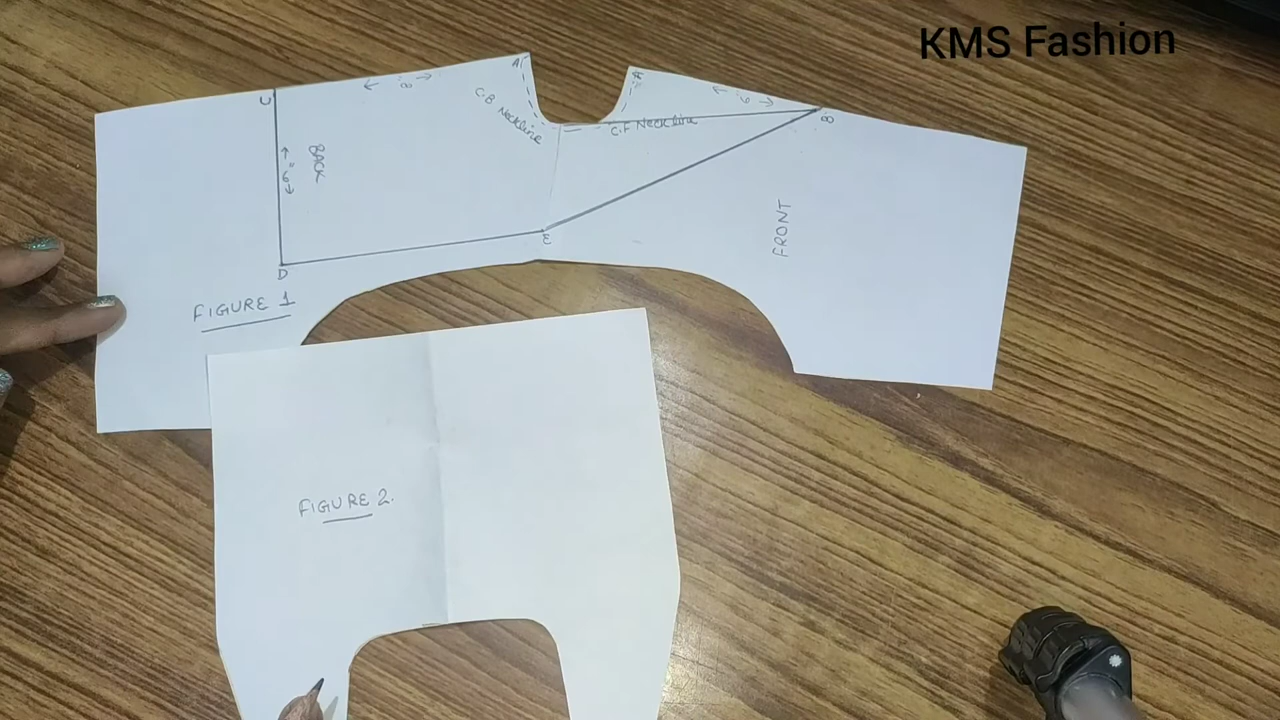 KMS Fashion
A
A
8"
6"
C.B Neckline
C.F Neckline
B
C
BACK
6"
FRONT
E
D
FIGURE 1
FIGURE 2.